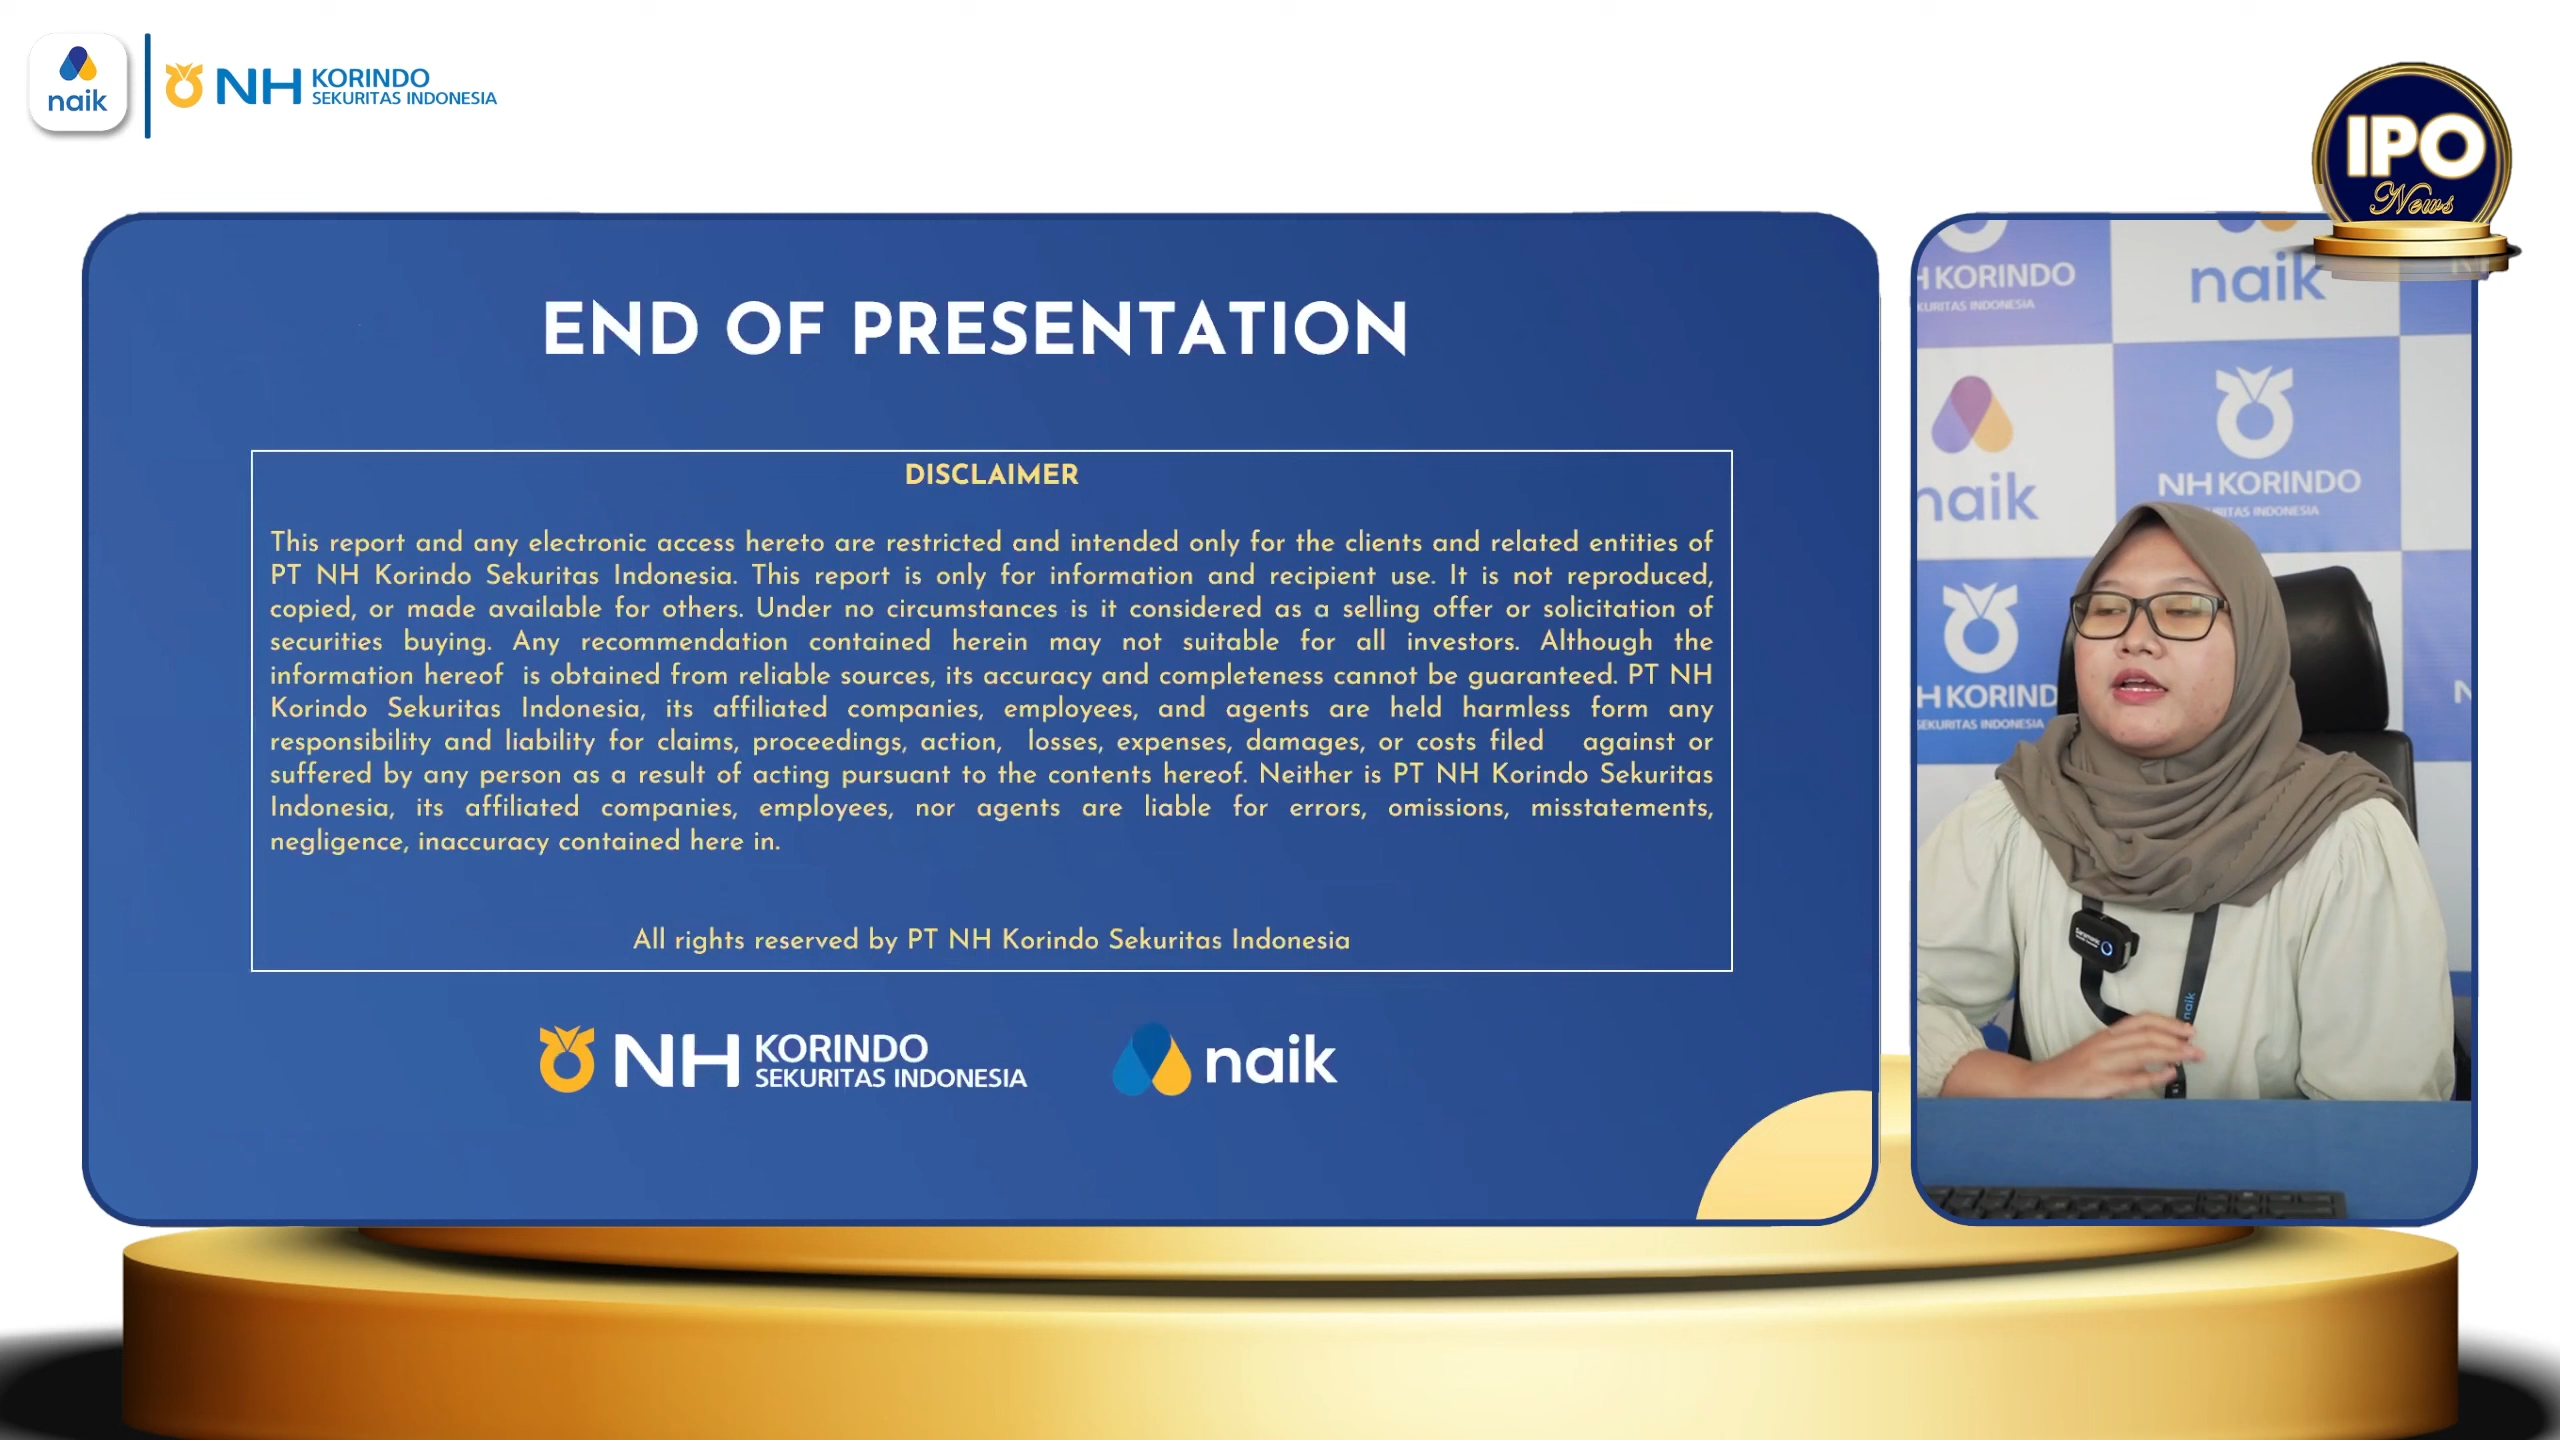 naik
NH KORINDO
SEKURITAS INDONESIA
IPO
News
END OF PRESENTATION
DISCLAIMER
This report and any electronic access hereto are restricted and intended only for the clients and related entities of
PT NH Korindo Sekuritas Indonesia. This report is only for information and recipient use. It is not reproduced,
copied, or made available for others. Under no circumstances is it considered as a selling offer or solicitation of
securities buying. Any recommendation contained herein may not suitable for all investors. Although the
information hereof is obtained from reliable sources, its accuracy and completeness cannot be guaranteed. PT NH
Korindo Sekuritas Indonesia, its affiliated companies, employees, and agents are held harmless form any
responsibility and liability for claims, proceedings, action, losses, expenses, damages, or costs filed against or
suffered by any person as a result of acting pursuant to the contents hereof. Neither is PT NH Korindo Sekuritas
Indonesia, its affiliated companies, employees, nor agents are liable for errors, omissions, misstatements,
negligence, inaccuracy contained here in.
All rights reserved by PT NH Korindo Sekuritas Indonesia
NH KORINDO
SEKURITAS INDONESIA
naik
H KORINDO
KURITAS INDONESIA
naik
naik
NH KORINDO
RITAS INDONESIA
H KORIND
SEKURITAS INDONESIA
N
naik